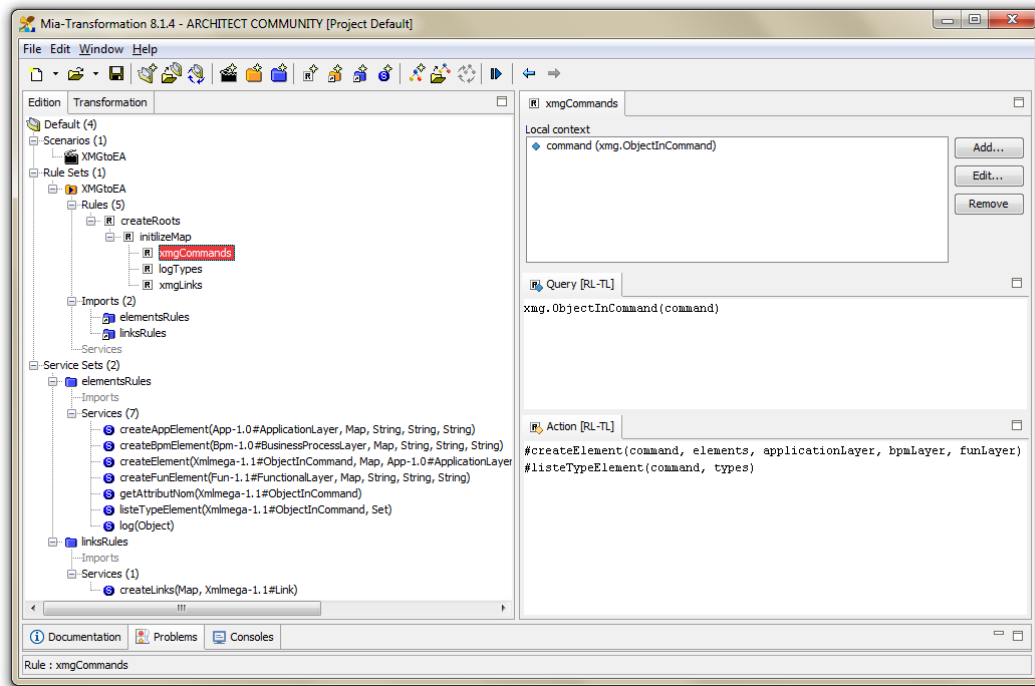 Mia-Transformation 8.1.4 - ARCHITECT COMMUNITY [Project Default]
File Edit Window Help
Edition Transformation
Default (4)
Scenarios (1)
XMGtoEA
Rule Sets (1)
XMGtoEA
Rules (5)
createRoots
initilizeMap
xmgCommands
logTypes
xmgLinks
Imports (2)
elementsRules
linksRules
Services
Service Sets (2)
elementsRules
Imports
Services (7)
createAppElement(App-1.0#ApplicationLayer, Map, String, String, String)
createBpmElement(Bpm-1.0#BusinessProcessLayer, Map, String, String, String)
createElement(Xmlmega-1.1#ObjectInCommand, Map, App-1.0#ApplicationLayer
createFunElement(Fun-1.1#FunctionalLayer, Map, String, String, String)
getAttributNom(Xmlmega-1.1#ObjectInCommand)
listeTypeElement(Xmlmega-1.1#ObjectInCommand, Set)
log(Object)
linksRules
Imports
Services (1)
createLinks(Map, Xmlmega-1.1#Link)
xmgCommands
Local context
command (xmg.ObjectInCommand)
Add...
Edit...
Remove
Query [RL-TL]
xmg.ObjectInCommand(command)
Action [RL-TL]
#createElement(command, elements, applicationLayer, bpmLayer, funLayer)
#listeTypeElement(command, types)
Documentation Problems Consoles
Rule : xmgCommands